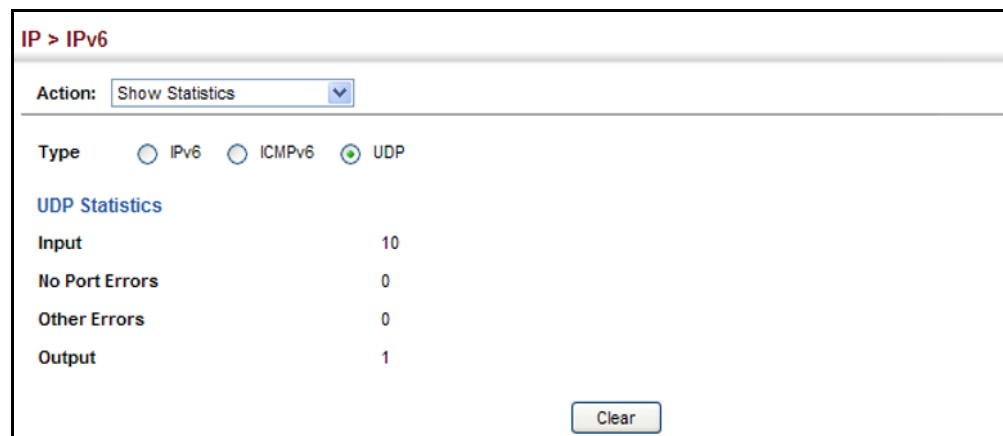 IP > IPv6
Action: Show Statistics
Type IPv6 ICMPv6 UDP
UDP Statistics
Input 10
No Port Errors 0
Other Errors 0
Output 1
Clear